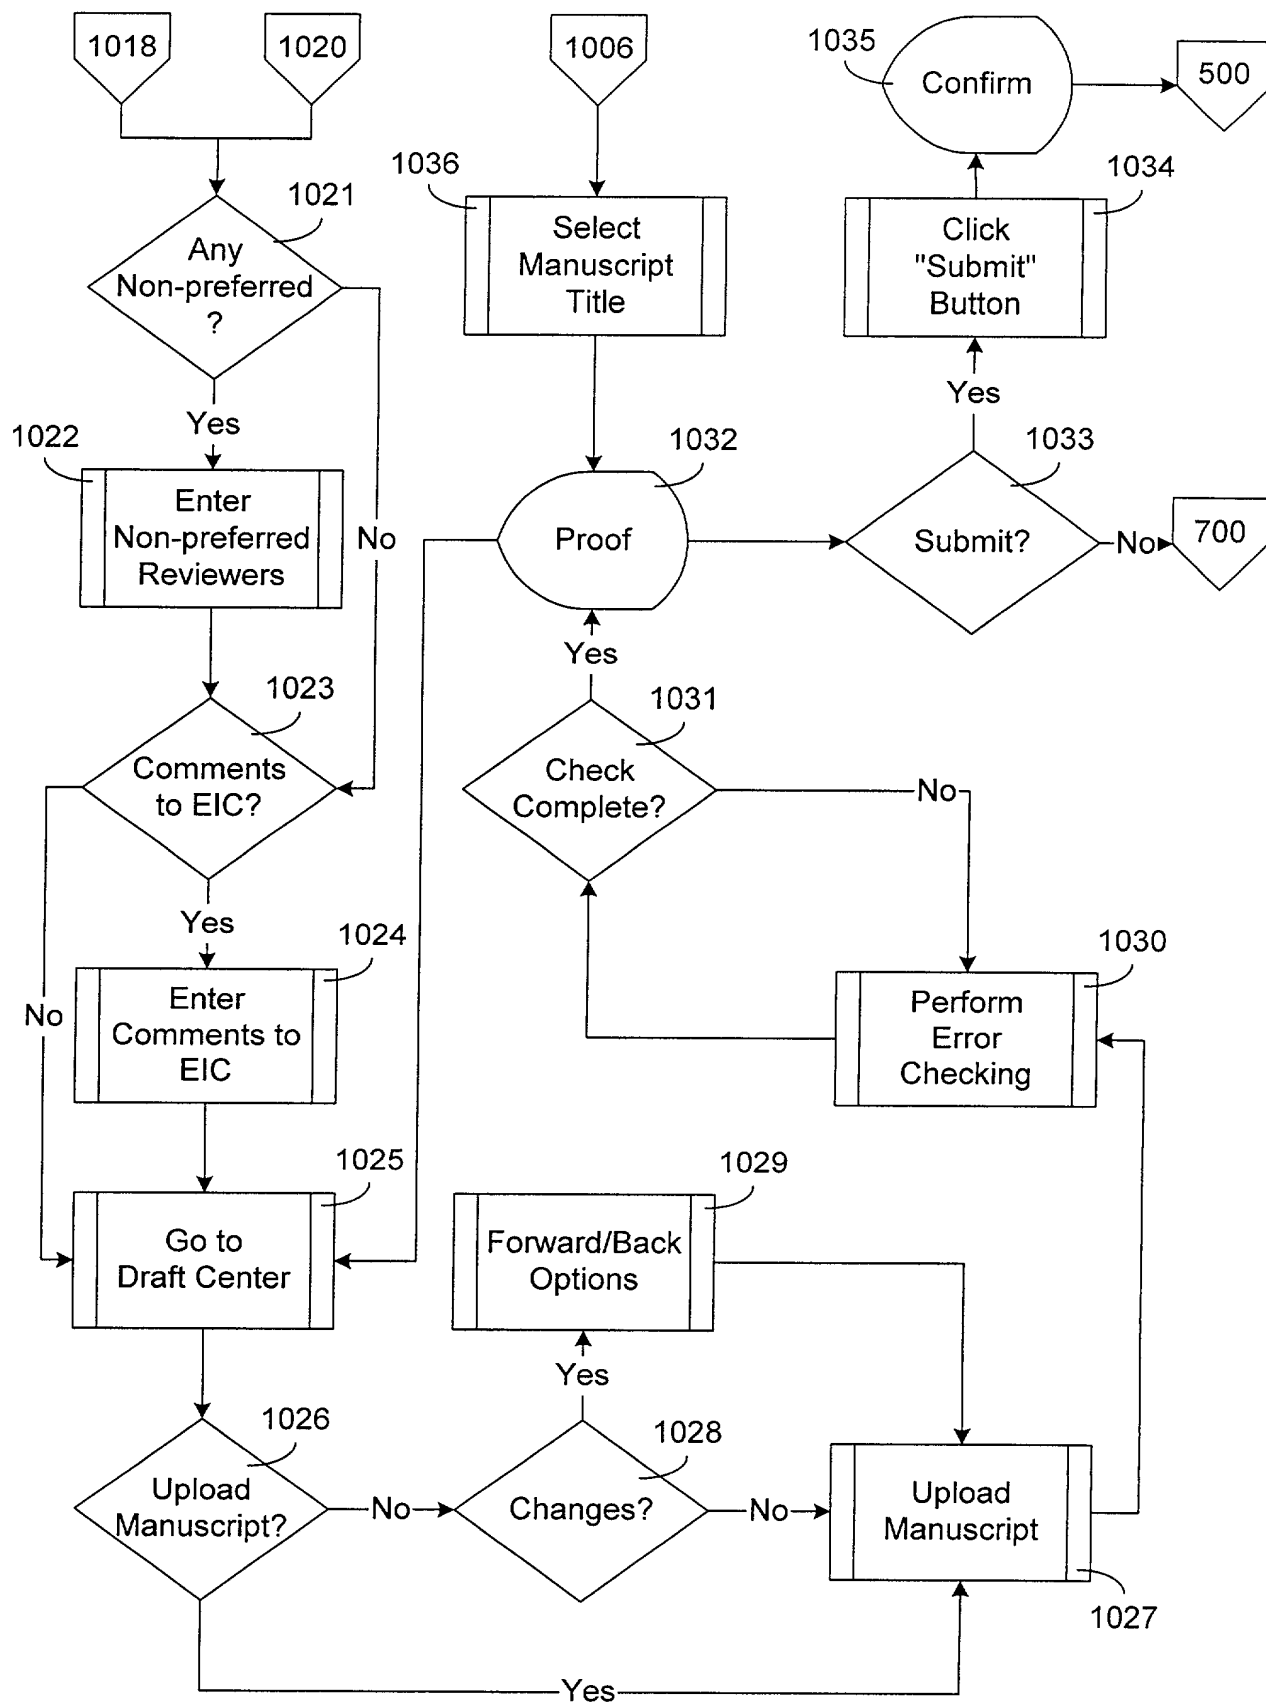 1018
1020
1006
1035
Confirm
500
1021
Any
Non-preferred
?
1036
Select
Manuscript
Title
1034
Click
"Submit"
Button
Yes
Yes
1022
Enter
Non-preferred
Reviewers
No
1032
Proof
1033
Submit?
No
700
Yes
1023
Comments
to EIC?
1031
Check
Complete?
No
Yes
1024
Enter
Comments to
EIC
No
1030
Perform
Error
Checking
1025
Go to
Draft Center
1029
Forward/Back
Options
Yes
1026
Upload
Manuscript?
No
1028
Changes?
No
Upload
Manuscript
1027
Yes